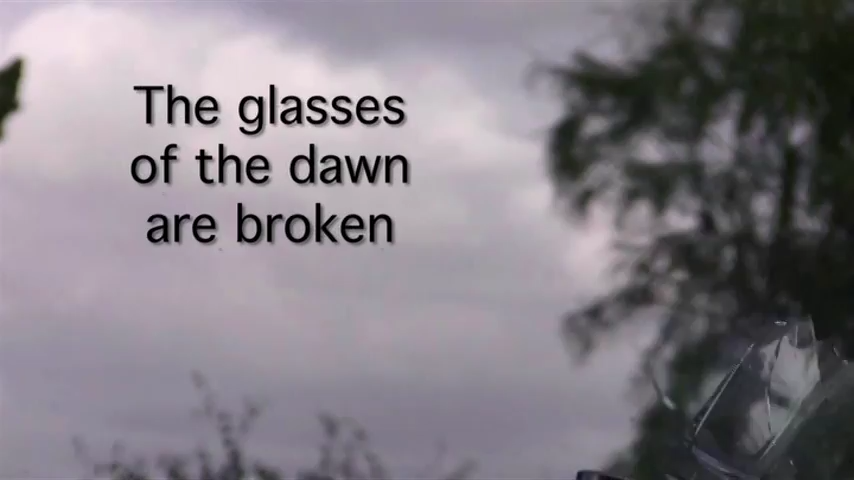 The glasses
of the dawn
are broken